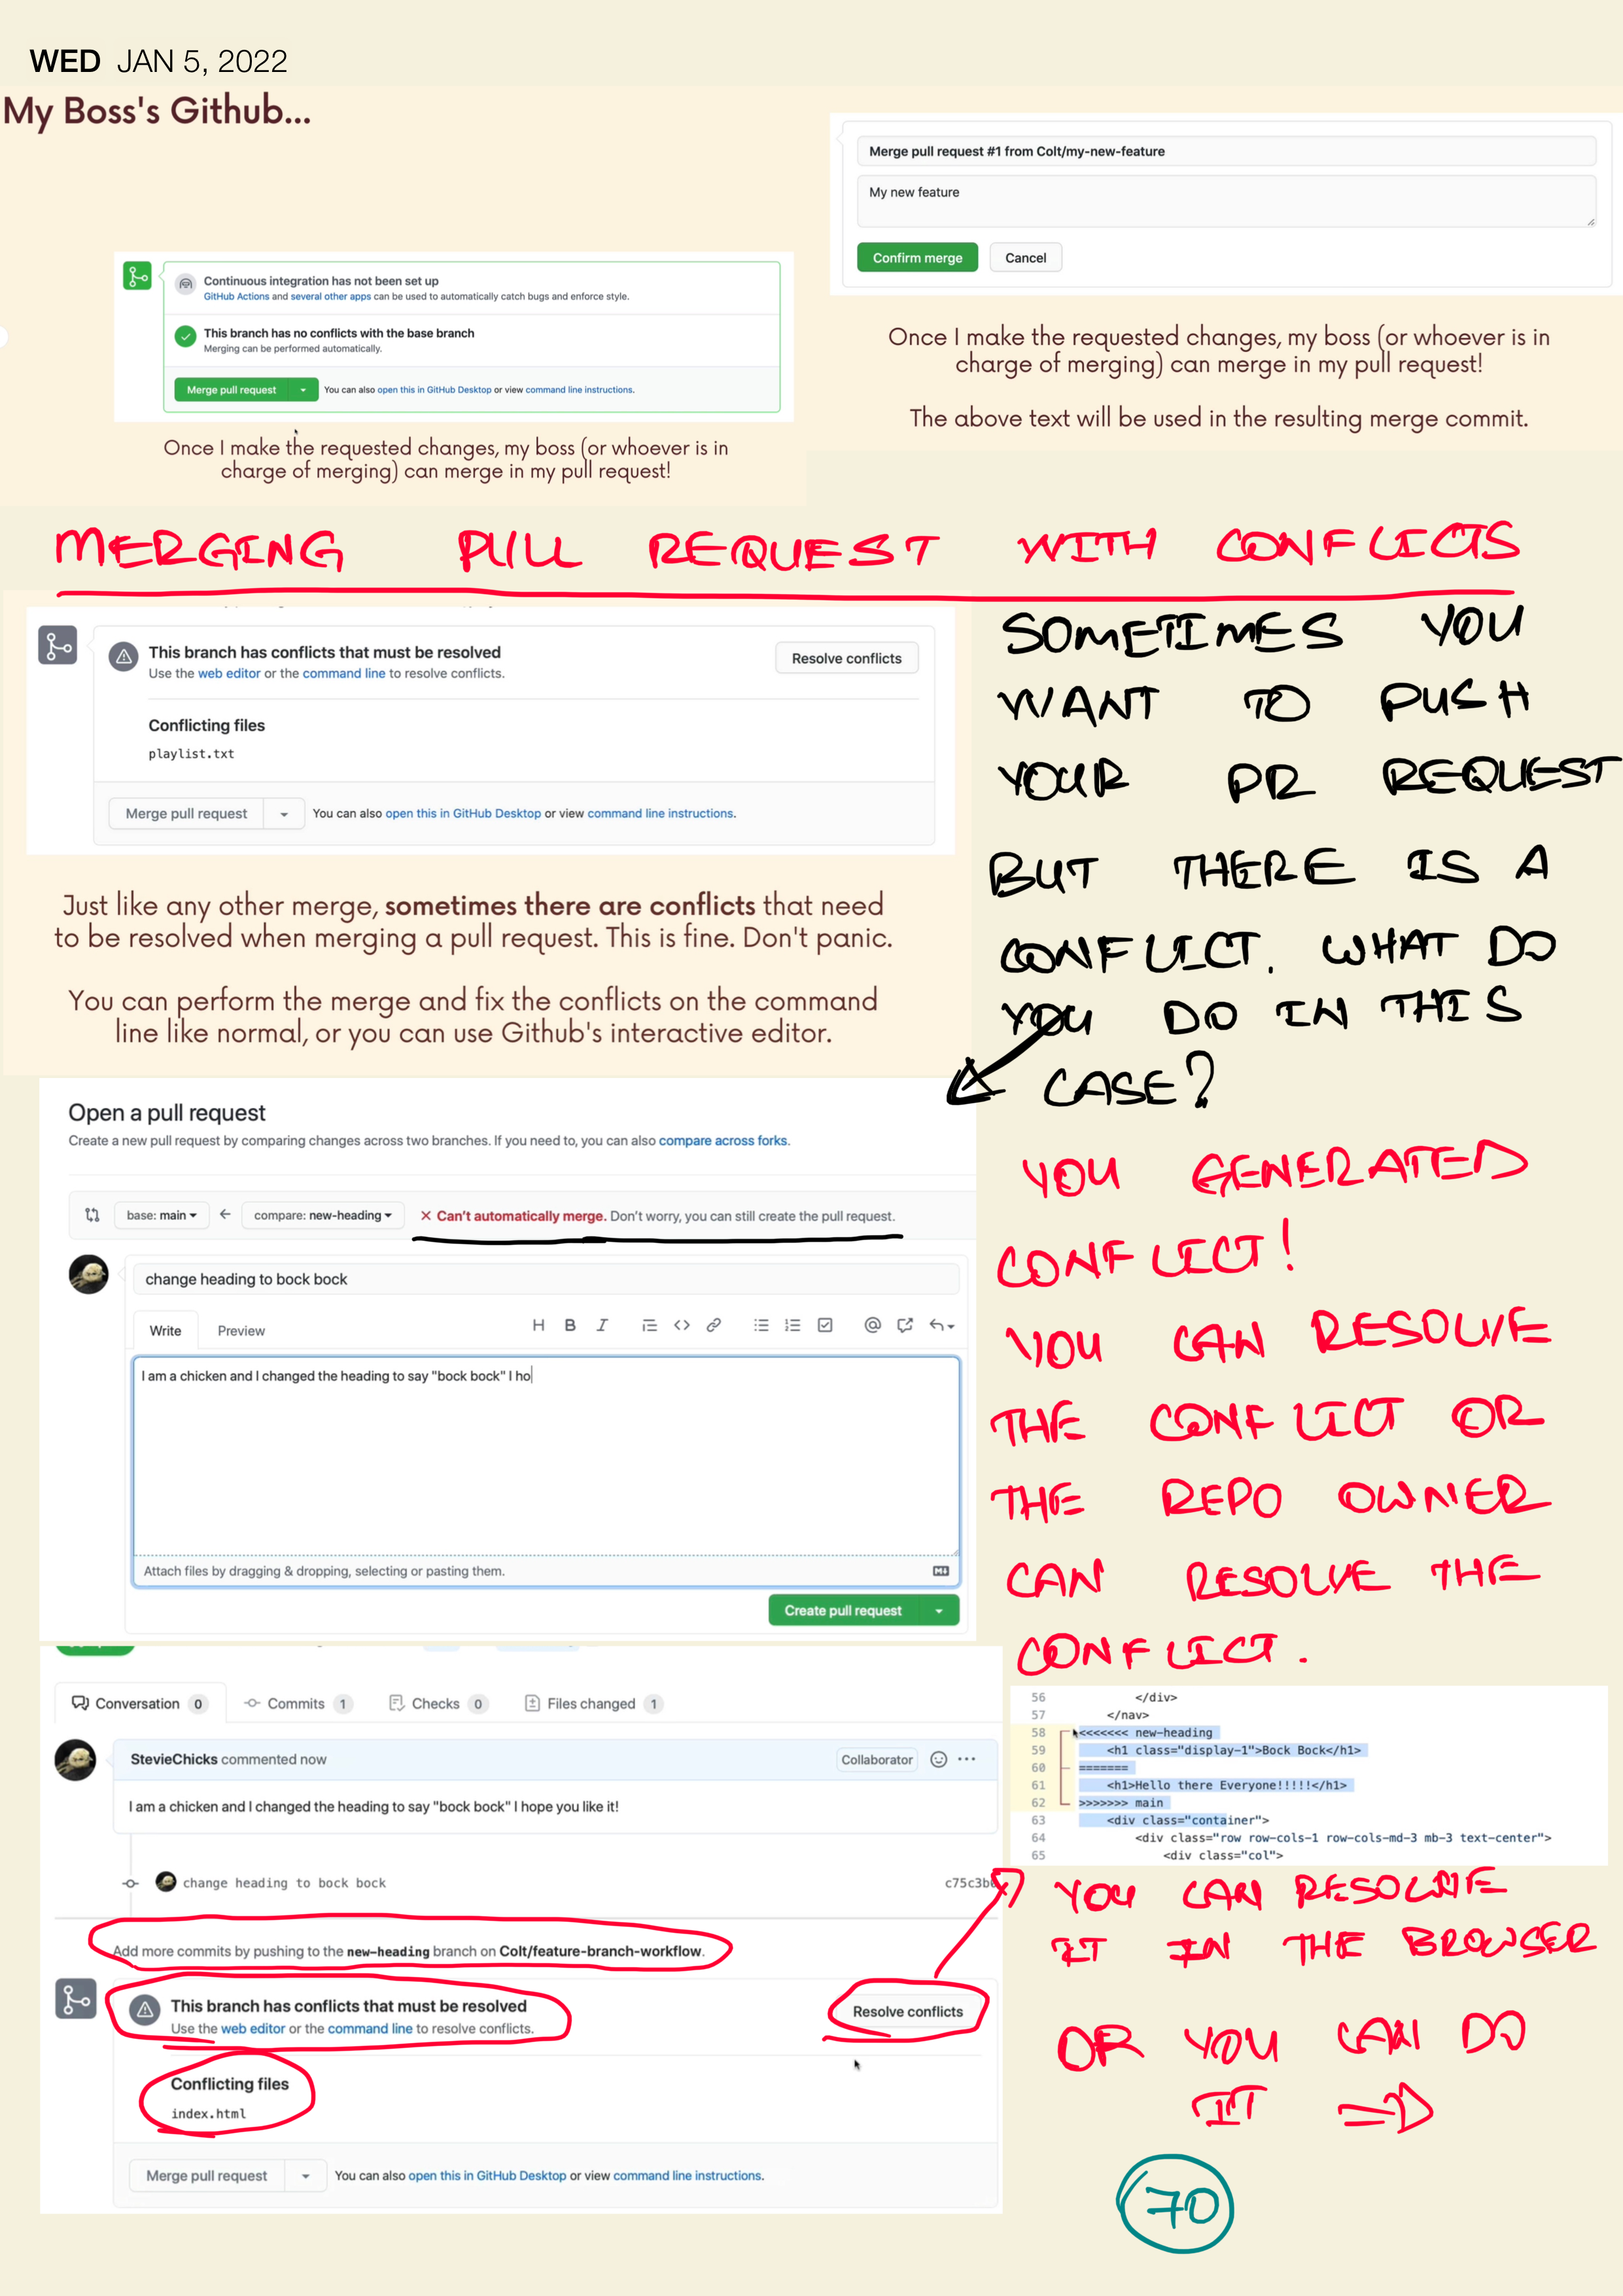 WED JAN 5, 2022
My Boss's Github...
Continuous integration has not been set up
GitHub Actions and several other apps can be used to automatically catch bugs and enforce style.
This branch has no conflicts with the base branch
Merging can be performed automatically.
Merge pull request
You can also open this in GitHub Desktop or view command line instructions.
Once I make the requested changes, my boss (or whoever is in
charge of merging) can merge in my pull request!
Merge pull request #1 from Colt/my-new-feature
My new feature
Confirm merge
Cancel
Once I make the requested changes, my boss (or whoever is in
charge of merging) can merge in my pull request!
The above text will be used in the resulting merge commit.
MERGING PULL REQUEST WITH CONFLICTS
This branch has conflicts that must be resolved
Use the web editor or the command line to resolve conflicts.
Resolve conflicts
Conflicting files
playlist.txt
Merge pull request
You can also open this in GitHub Desktop or view command line instructions.
Just like any other merge, sometimes there are conflicts that need
to be resolved when merging a pull request. This is fine. Don't panic.
You can perform the merge and fix the conflicts on the command
line like normal, or you can use Github's interactive editor.
SOMETIMES YOU
WANT TO PUSH
YOUR PR REQUEST
BUT THERE IS A
CONFLICT. WHAT DO
YOU DO IN THIS
CASE?
Open a pull request
Create a new pull request by comparing changes across two branches. If you need to, you can also compare across forks.
base: main
compare: new-heading
Can't automatically merge. Don't worry, you can still create the pull request.
change heading to bock bock
Write
Preview
H B I
I am a chicken and I changed the heading to say "bock bock" I ho
Attach files by dragging & dropping, selecting or pasting them.
Create pull request
YOU GENERATED
CONFLICT!
YOU CAN RESOLVE
THE CONFLICT OR
THE REPO OWNER
CAN RESOLVE THE
CONFLICT.
Conversation 0
Commits 1
Checks 0
Files changed 1
StevieChicks commented now
Collaborator
I am a chicken and I changed the heading to say "bock bock" I hope you like it!
change heading to bock bock
c75c3b
Add more commits by pushing to the new-heading branch on Colt/feature-branch-workflow.
This branch has conflicts that must be resolved
Use the web editor or the command line to resolve conflicts.
Resolve conflicts
Conflicting files
index.html
Merge pull request
You can also open this in GitHub Desktop or view command line instructions.
56 </div>
57 </nav>
58 <<<<<<< new-heading
59 <h1 class="display-1">Bock Bock</h1>
60 =======
61 <h1>Hello there Everyone!!!!!</h1>
62 >>>>>>> main
63 <div class="container">
64 <div class="row row-cols-1 row-cols-md-3 mb-3 text-center">
65 <div class="col">
YOU CAN RESOLVE
IT IN THE BROWSER
OR YOU CAN DO
IT ⇒
70